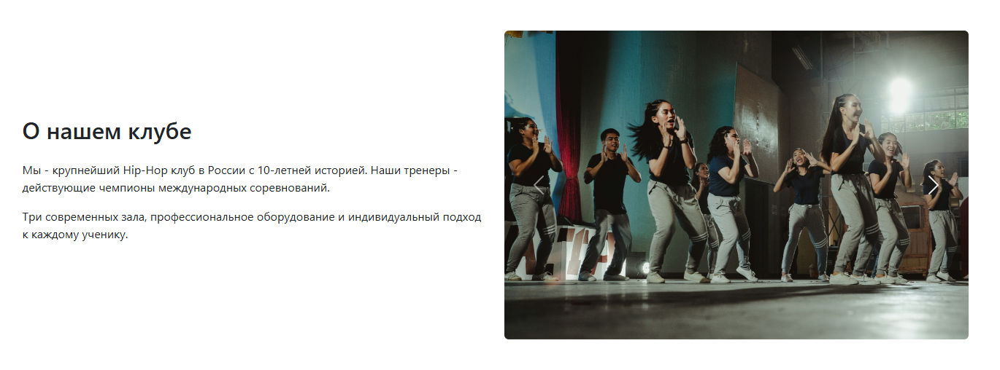 О нашем клубе
Мы - крупнейший Hip-Hop клуб в России с 10-летней историей. Наши тренеры -
действующие чемпионы международных соревнований.
Три современных зала, профессиональное оборудование и индивидуальный подход
к каждому ученику.